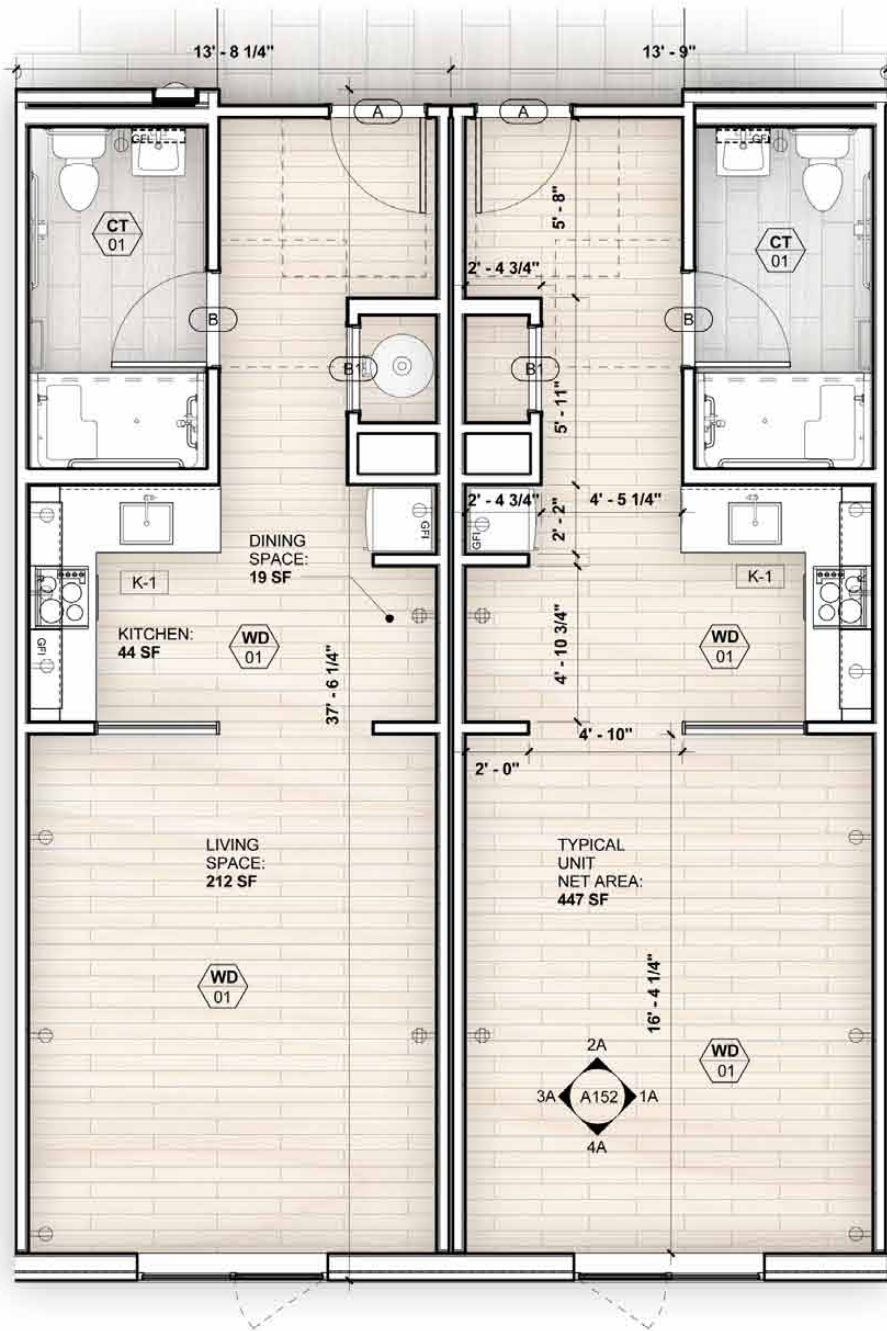 13' - 8 1/4"
13' - 9"
A
A
GFI
GFI
CT
01
CT
01
5' - 8"
2' - 4 3/4"
B
B
B1
B1
5' - 11"
2' - 4 3/4"
4' - 5 1/4"
2' - 2"
GFI
GFI
DINING
SPACE:
19 SF
K-1
K-1
KITCHEN:
44 SF
WD
01
WD
01
GFI
4' - 10 3/4"
37' - 6 1/4"
4' - 10"
2' - 0"
LIVING
SPACE:
212 SF
TYPICAL
UNIT
NET AREA:
447 SF
WD
01
16' - 4 1/4"
WD
01
2A
3A
A152
1A
4A